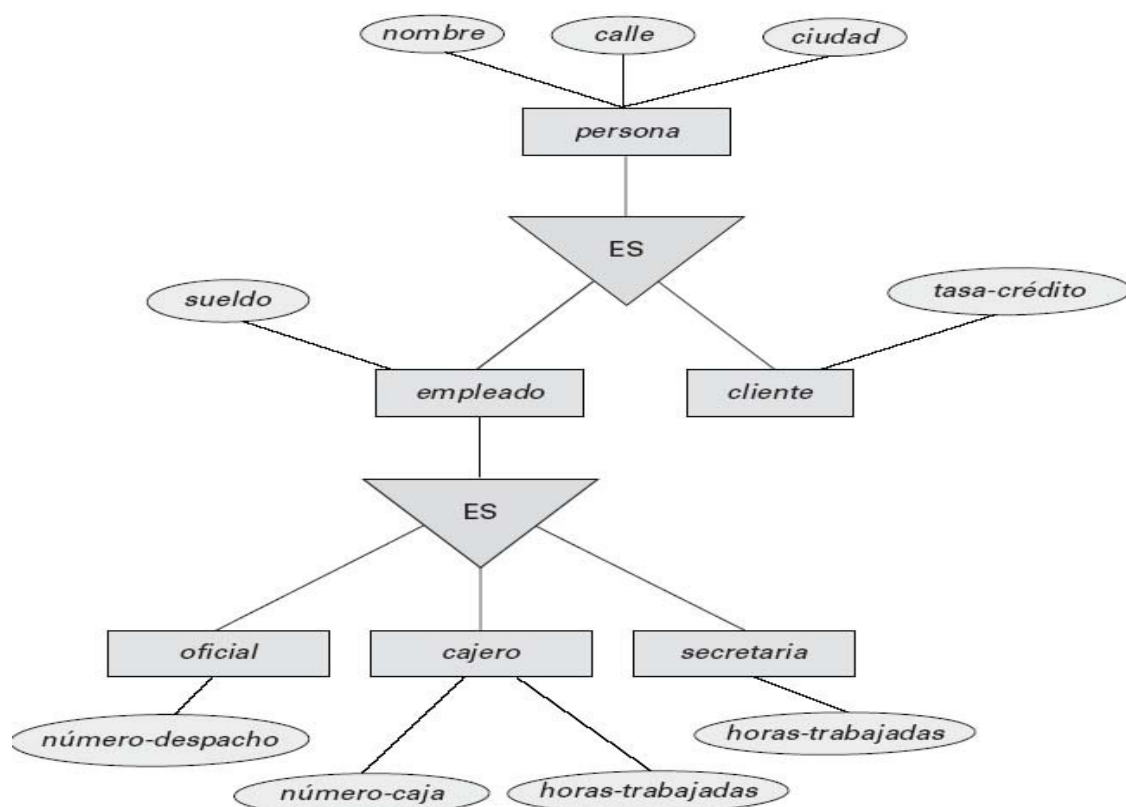 nombre
calle
ciudad
persona
ES
sueldo
tasa-crédito
empleado
cliente
ES
oficial
cajero
secretaria
número-despacho
horas-trabajadas
número-caja
horas-trabajadas